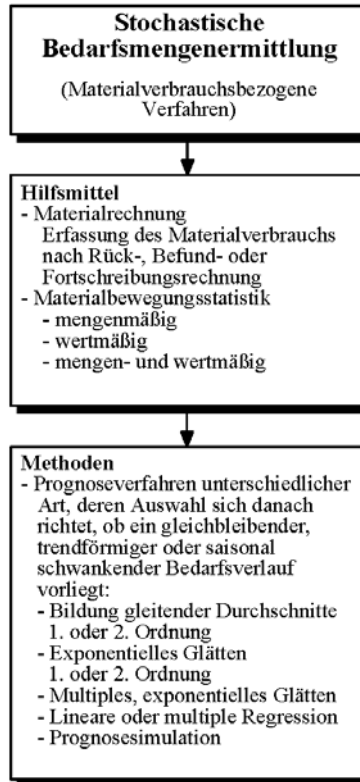 Stochastische
Bedarfsmengenermittlung
(Materialverbrauchsbezogene
Verfahren)
Hilfsmittel
- Materialrechnung
Erfassung des Materialverbrauchs
nach Rück-, Befund- oder
Fortschreibungsrechnung
- Materialbewegungsstatistik
- mengenmäßig
- wertmäßig
- mengen- und wertmäßig
Methoden
- Prognoseverfahren unterschiedlicher
Art, deren Auswahl sich danach
richtet, ob ein gleichbleibender,
trendförmiger oder saisonal
schwankender Bedarfsverlauf
vorliegt:
- Bildung gleitender Durchschnitte
1. oder 2. Ordnung
- Exponentielles Glätten
1. oder 2. Ordnung
- Multiples, exponentielles Glätten
- Lineare oder multiple Regression
- Prognosesimulation